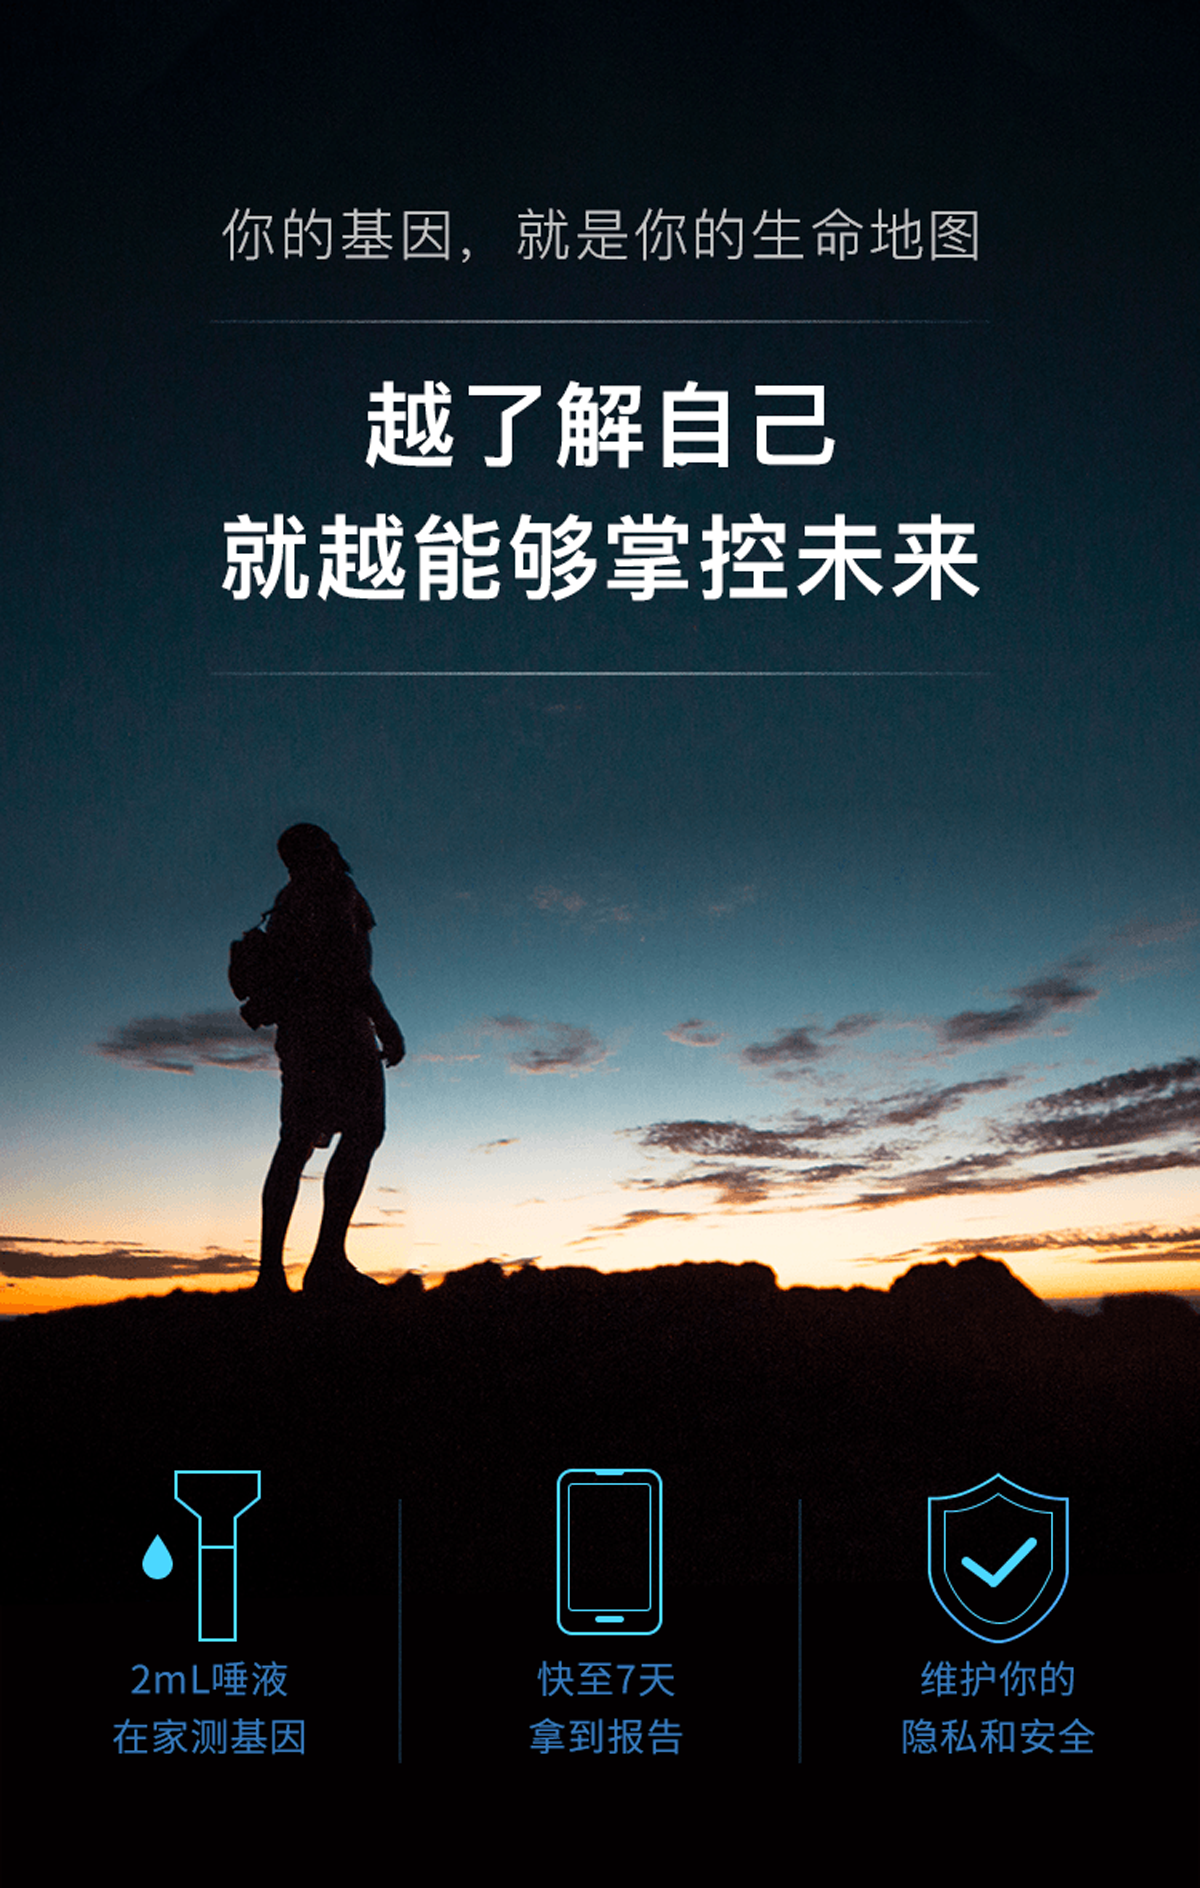 你的基因，就是你的生命地图
越了解自己
就越能够掌控未来
2mL唾液
在家测基因
快至7天
拿到报告
维护你的
隐私和安全